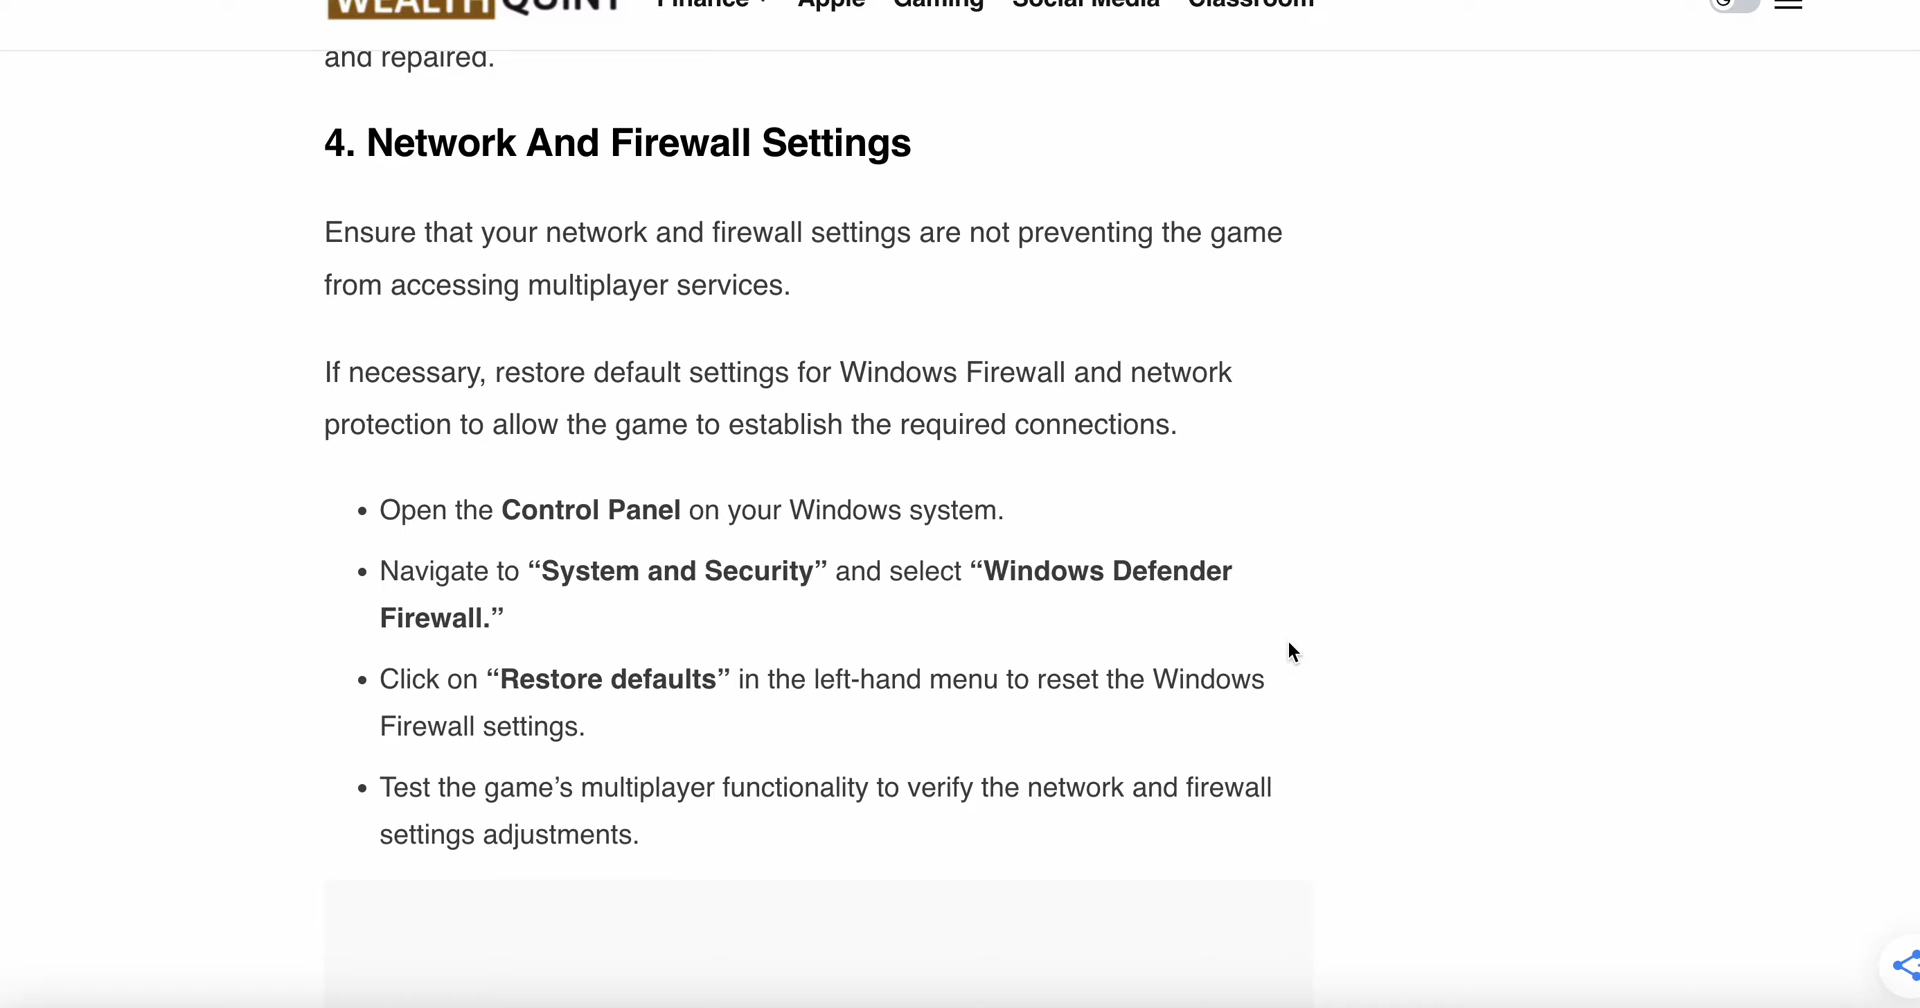 WEALTH QUINT Finance Apple Gaming Social Media Classroom
and repaired.
4. Network And Firewall Settings
Ensure that your network and firewall settings are not preventing the game
from accessing multiplayer services.
If necessary, restore default settings for Windows Firewall and network
protection to allow the game to establish the required connections.
• Open the Control Panel on your Windows system.
• Navigate to “System and Security” and select “Windows Defender
Firewall.”
• Click on “Restore defaults” in the left-hand menu to reset the Windows
Firewall settings.
• Test the game’s multiplayer functionality to verify the network and firewall
settings adjustments.